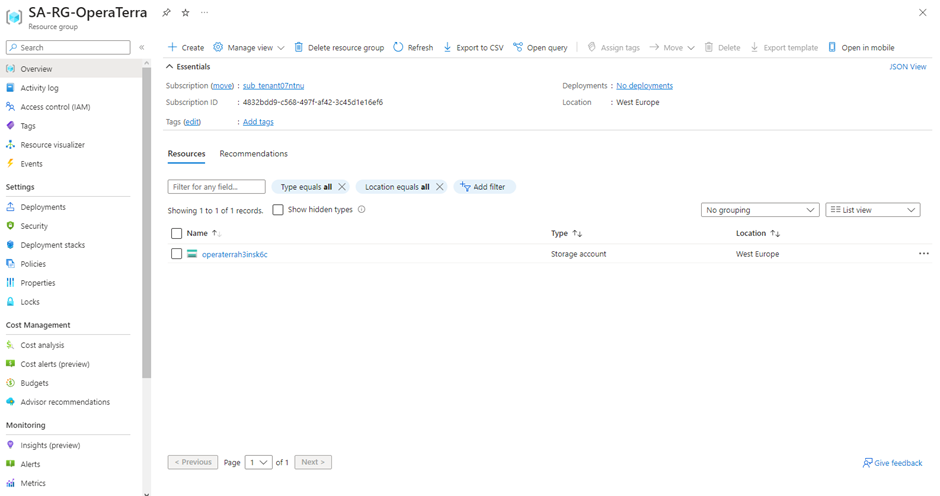 SA-RG-OperaTerra
Resource group
Search
Overview
Activity log
Access control (IAM)
Tags
Resource visualizer
Events
Settings
Deployments
Security
Deployment stacks
Policies
Properties
Locks
Cost Management
Cost analysis
Cost alerts (preview)
Budgets
Advisor recommendations
Monitoring
Insights (preview)
Alerts
Metrics
Create Manage view Delete resource group Refresh Export to CSV Open query Assign tags Move Delete Export template Open in mobile
Essentials JSON View
Subscription (move) : sub_tenant07ntnu Deployments : No deployments
Subscription ID : 4832bdd9-c568-497f-af42-3c45d1e16ef6 Location : West Europe
Tags (edit) : Add tags
Resources Recommendations
Filter for any field... Type equals all Location equals all Add filter
Showing 1 to 1 of 1 records. Show hidden types No grouping List view
Name Type Location
operaterrah3insk6c Storage account West Europe
< Previous Page 1 of 1 Next > Give feedback